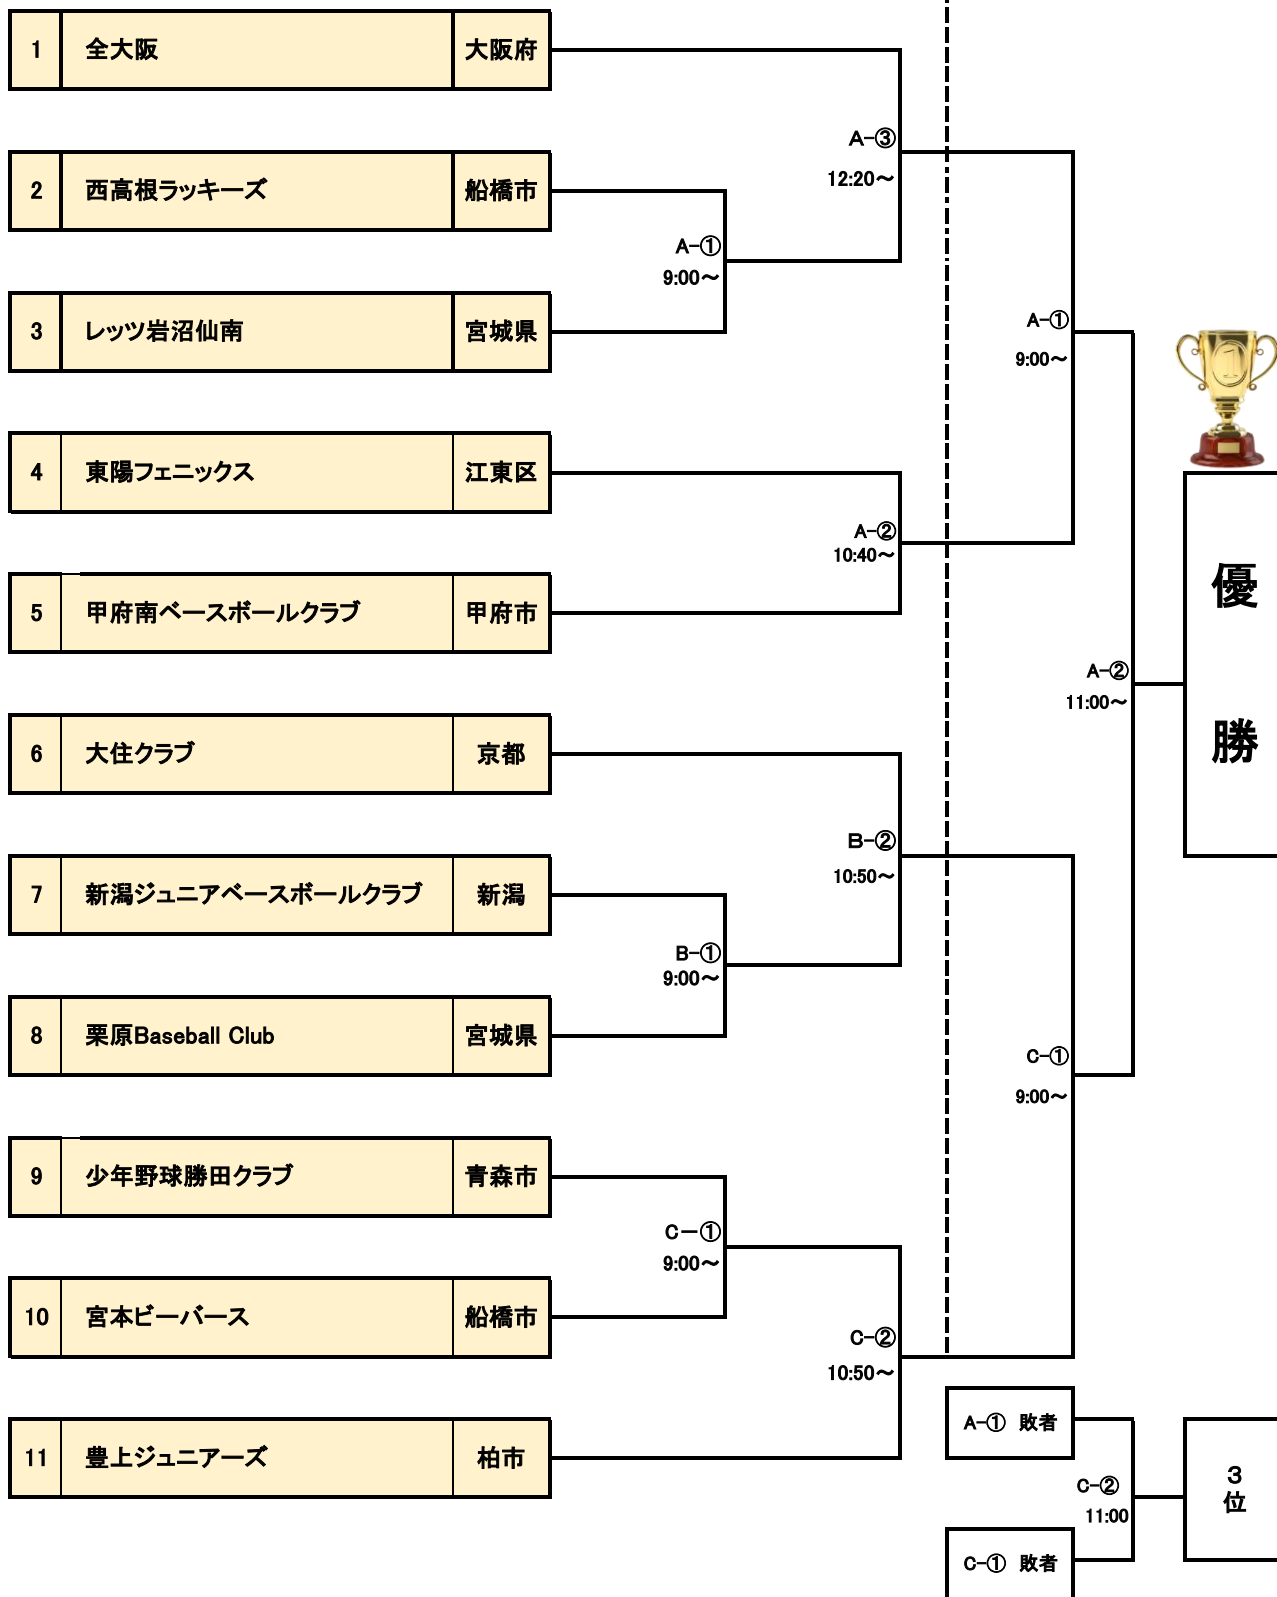 1 全大阪 大阪府
A-③
12:20～
2 西高根ラッキーズ 船橋市
A-①
9:00～
3 レッツ岩沼仙南 宮城県
A-①
9:00～
1
4 東陽フェニックス 江東区
A-②
10:40～
5 甲府南ベースボールクラブ 甲府市
優勝
A-②
11:00～
6 大住クラブ 京都
B-②
10:50～
7 新潟ジュニアベースボールクラブ 新潟
B-①
9:00～
8 栗原Baseball Club 宮城県
C-①
9:00～
9 少年野球勝田クラブ 青森市
C－①
9:00～
10 宮本ビーバース 船橋市
C-②
10:50～
11 豊上ジュニアーズ 柏市
A-① 敗者
C-②
11:00
3位
C-① 敗者